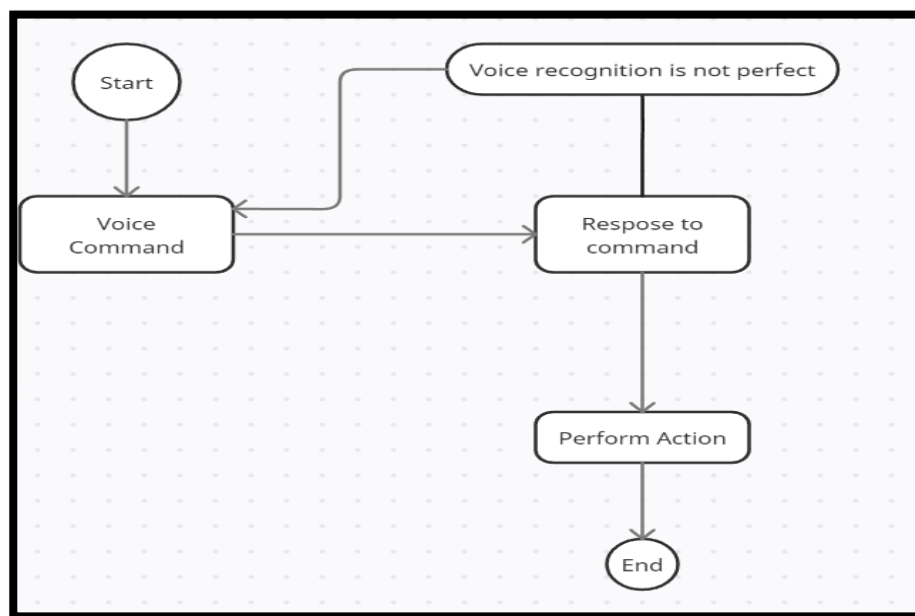 Start
Voice recognition is not perfect
Voice
Command
Respose to
command
Perform Action
End